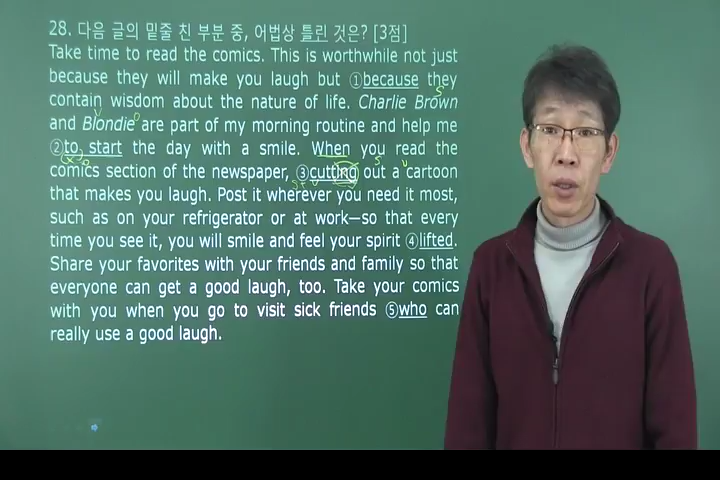 28. 다음 글의 밑줄 친 부분 중, 어법상 틀린 것은? [3점]
Take time to read the comics. This is worthwhile not just
because they will make you laugh but ①because they
contain wisdom about the nature of life. Charlie Brown
and Blondie are part of my morning routine and help me
②to start the day with a smile. When you read the
comics section of the newspaper, ③cutting out a cartoon
that makes you laugh. Post it wherever you need it most,
such as on your refrigerator or at work—so that every
time you see it, you will smile and feel your spirit ④lifted.
Share your favorites with your friends and family so that
everyone can get a good laugh, too. Take your comics
with you when you go to visit sick friends ⑤who can
really use a good laugh.